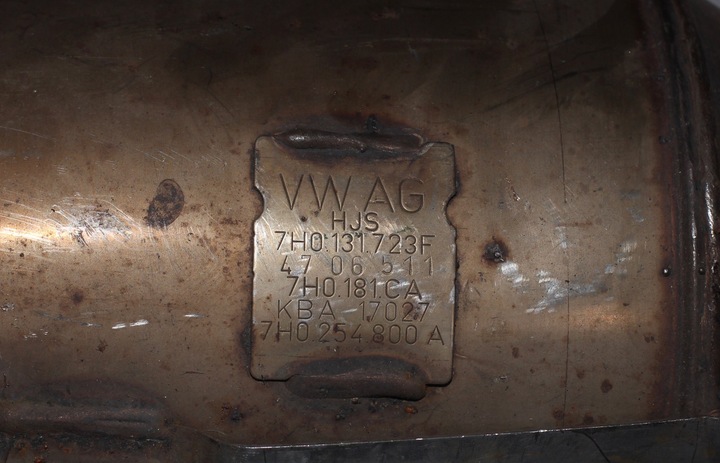 VW AG
HJS
7H0.131.723F
47 06 511
7H0.181.CA
KBA 17027
7H0.254 800 A